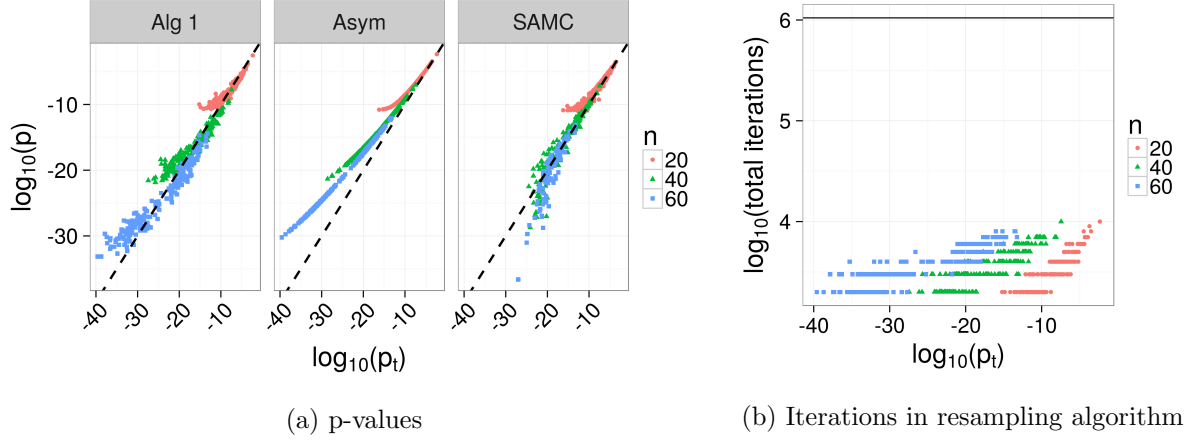 Alg 1 Asym SAMC
log₁₀(p)
-10
-20
-30
n
20
40
60
-40 -30 -20 -10 -40 -30 -20 -10 -40 -30 -20 -10
log₁₀(pₜ)
(a) p-values
log₁₀(total iterations)
6
5
4
n
20
40
60
-40 -30 -20 -10
log₁₀(pₜ)
(b) Iterations in resampling algorithm